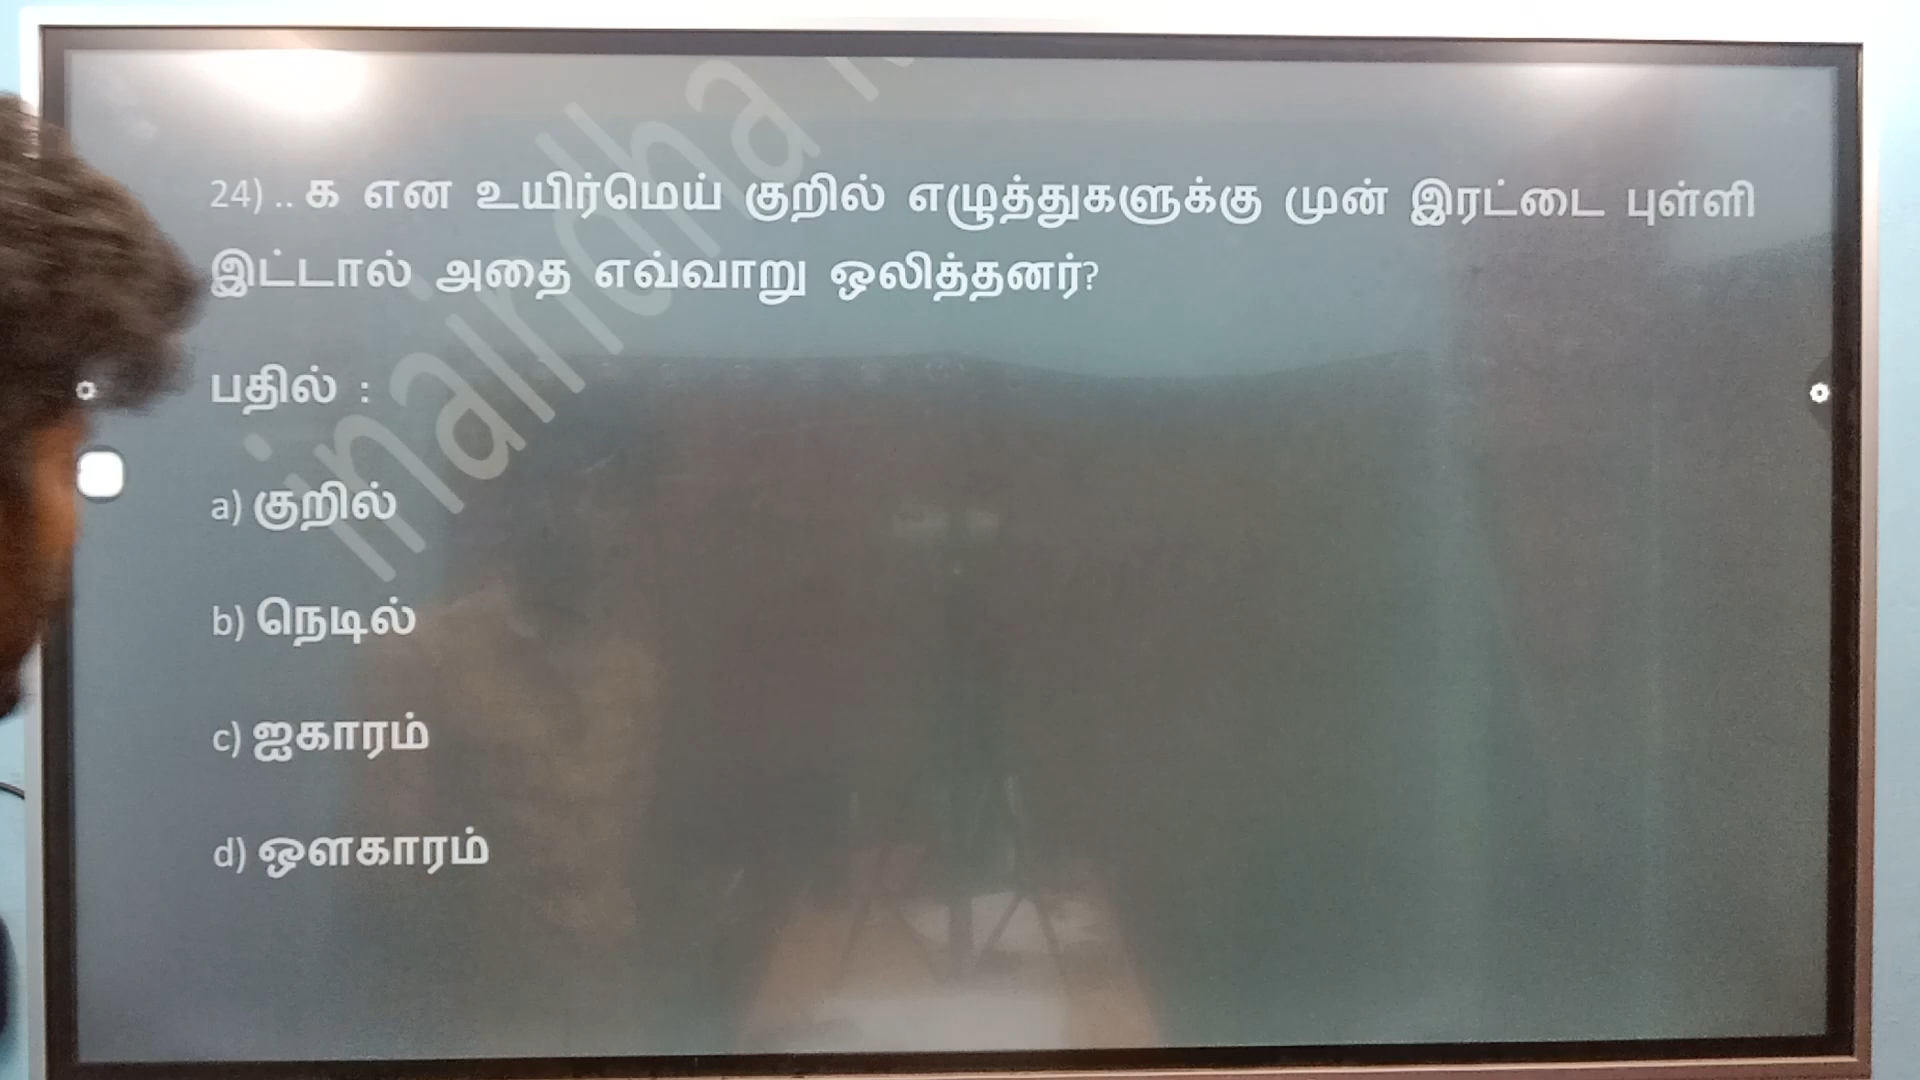 24) .. க என உயிர்மெய் குறில் எழுத்துகளுக்கு முன் இரட்டை புள்ளி
இட்டால் அதை எவ்வாறு ஒலித்தனர்?
பதில் :
a) குறில்
b) நெடில்
c) ஐகாரம்
d) ஔகாரம்